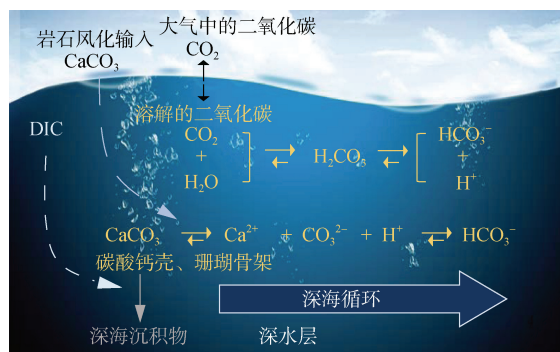 大气中的二氧化碳
CO₂
岩石风化输入
CaCO₃
DIC
溶解的二氧化碳
CO₂
+
H₂O
H₂CO₃
HCO₃⁻
+
H⁺
CaCO₃ Ca²⁺ + CO₃²⁻ + H⁺ HCO₃⁻
碳酸钙壳、珊瑚骨架
深海循环
深海沉积物 深水层